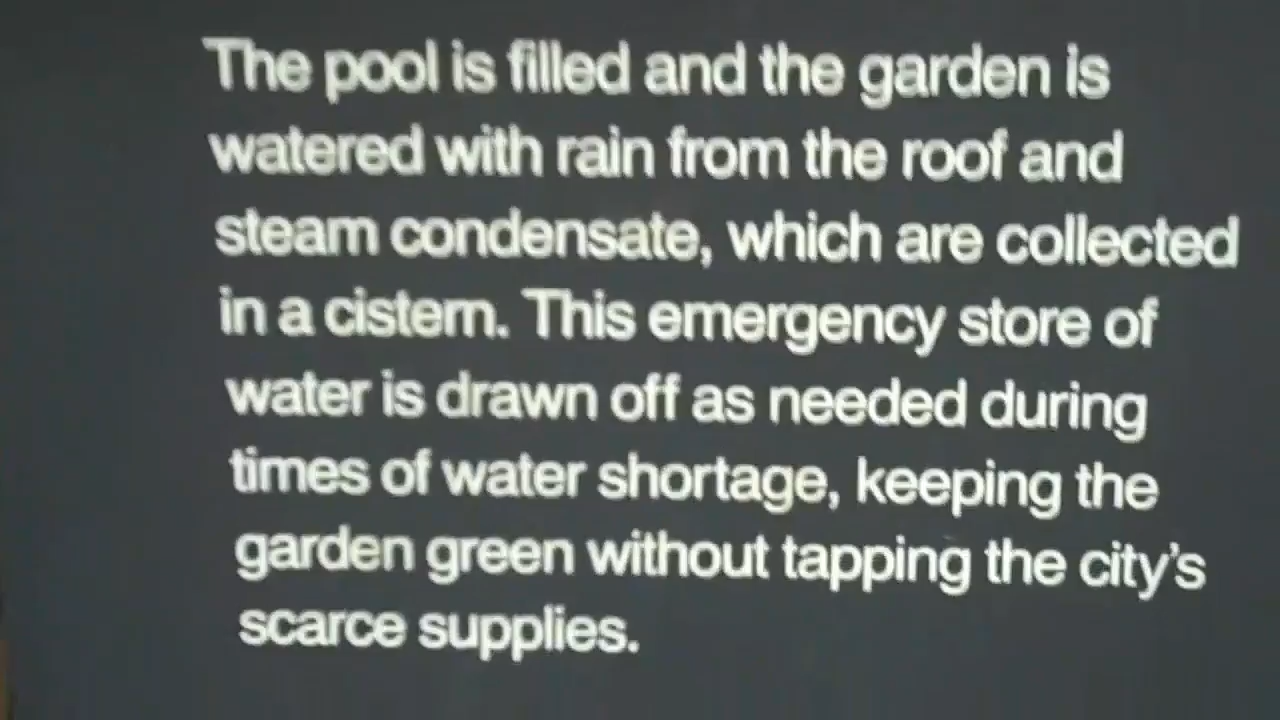 The pool is filled and the garden is
watered with rain from the roof and
steam condensate, which are collected
in a cistern. This emergency store of
water is drawn off as needed during
times of water shortage, keeping the
garden green without tapping the city's
scarce supplies.